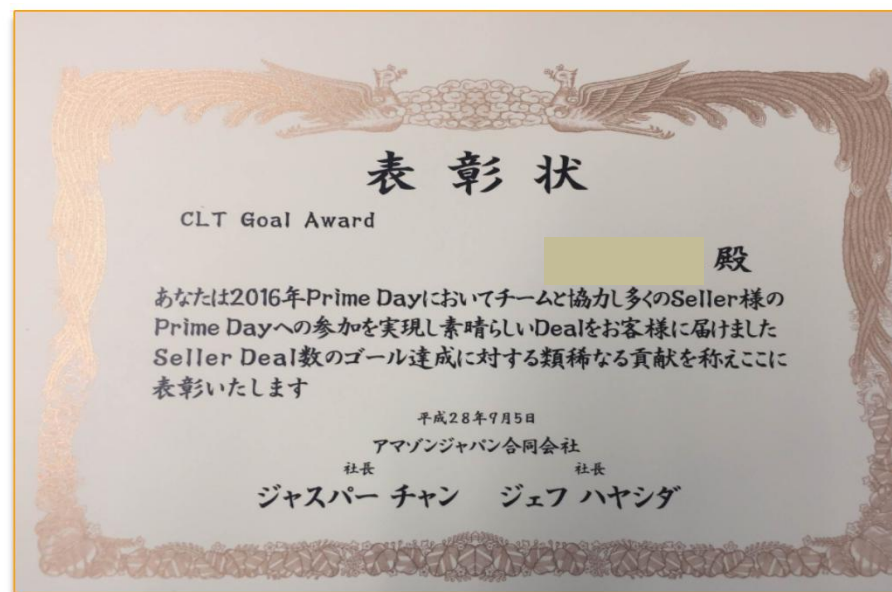 表彰状
CLT Goal Award
殿
あなたは2016年Prime Dayにおいてチームと協力し多くのSeller様の
Prime Dayへの参加を実現し素晴らしいDealをお客様に届けました
Seller Deal数のゴール達成に対する類稀なる貢献を称えここに
表彰いたします
平成28年9月5日
アマゾンジャパン合同会社
社長 社長
ジャスパー チャン ジェフ ハヤシダ